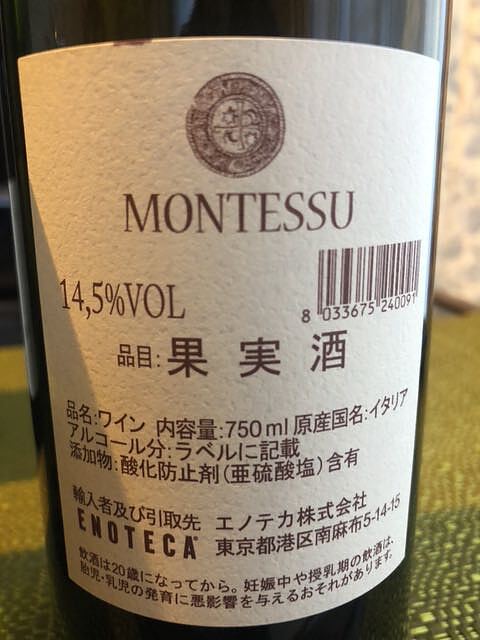 MONTESSU
14,5%VOL
8 033675 240091
品目:果実酒
品名:ワイン 内容量:750ml 原産国名:イタリア
アルコール分:ラベルに記載
添加物:酸化防止剤(亜硫酸塩)含有
輸入者及び引取先 エノテカ株式会社
ENOTECA 東京都港区南麻布5-14-15
飲酒は20歳になってから。妊娠中や授乳期の飲酒は、
胎児・乳児の発育に悪影響を与えるおそれがあります。